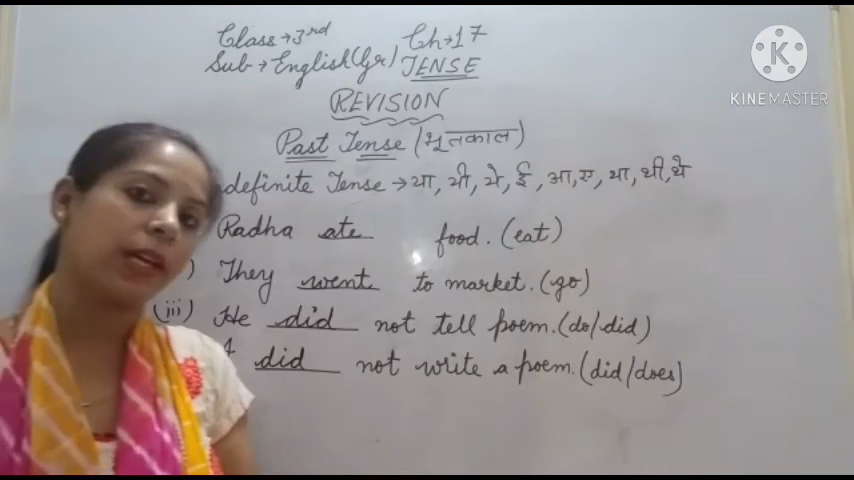 Class → 3rd Ch → 17
Sub → English(Gr) TENSE
REVISION
Past Tense (भूतकाल)
definite Tense → या, यी, ये, ई, आ, ए, था, थी, थे
Radha ate food. (eat)
) They went to market. (go)
(iii) He did not tell poem. (do/did)
I did not write a poem. (did/does)
K
KINEMASTER